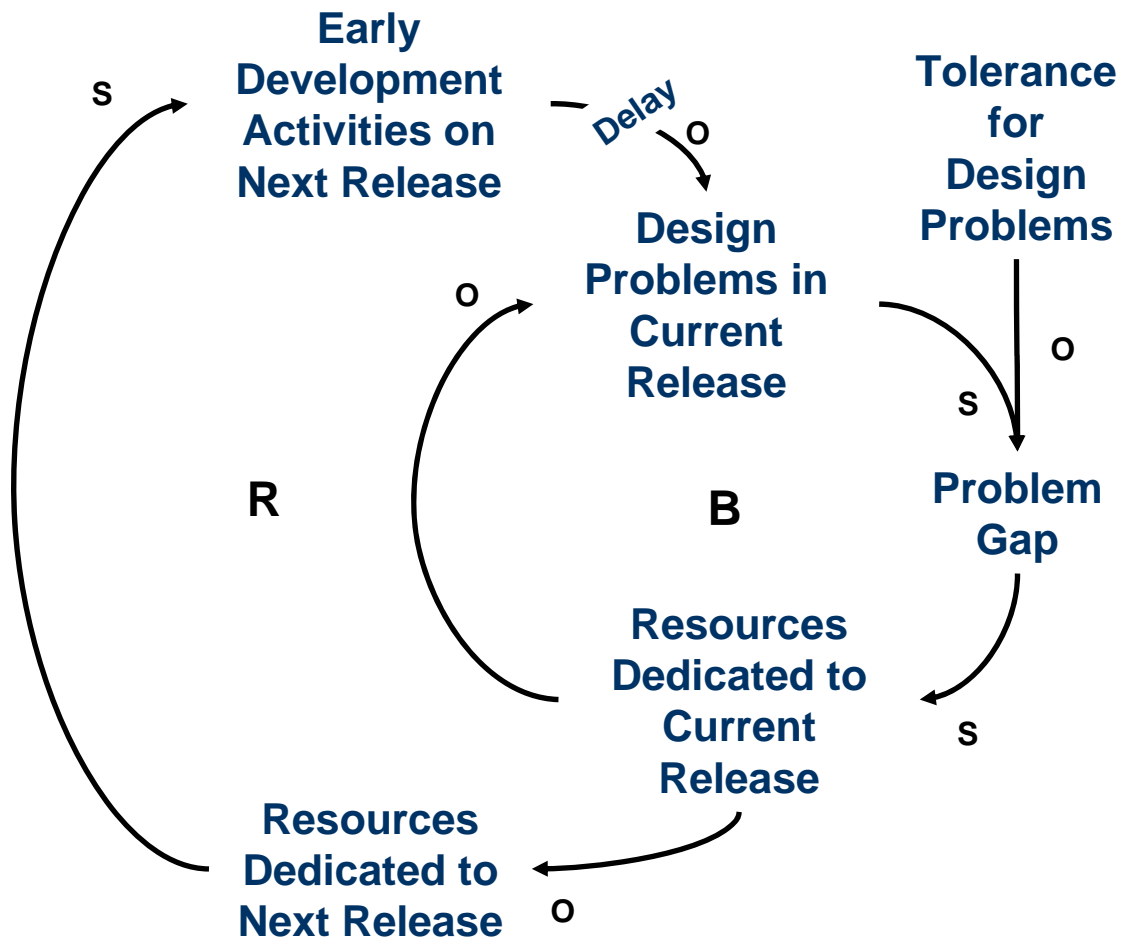 Early
Development
Activities on
Next Release
S
Delay
O
Tolerance
for
Design
Problems
Design
Problems in
Current
Release
O
O
S
R
B
Problem
Gap
Resources
Dedicated to
Current
Release
S
Resources
Dedicated to
Next Release
O